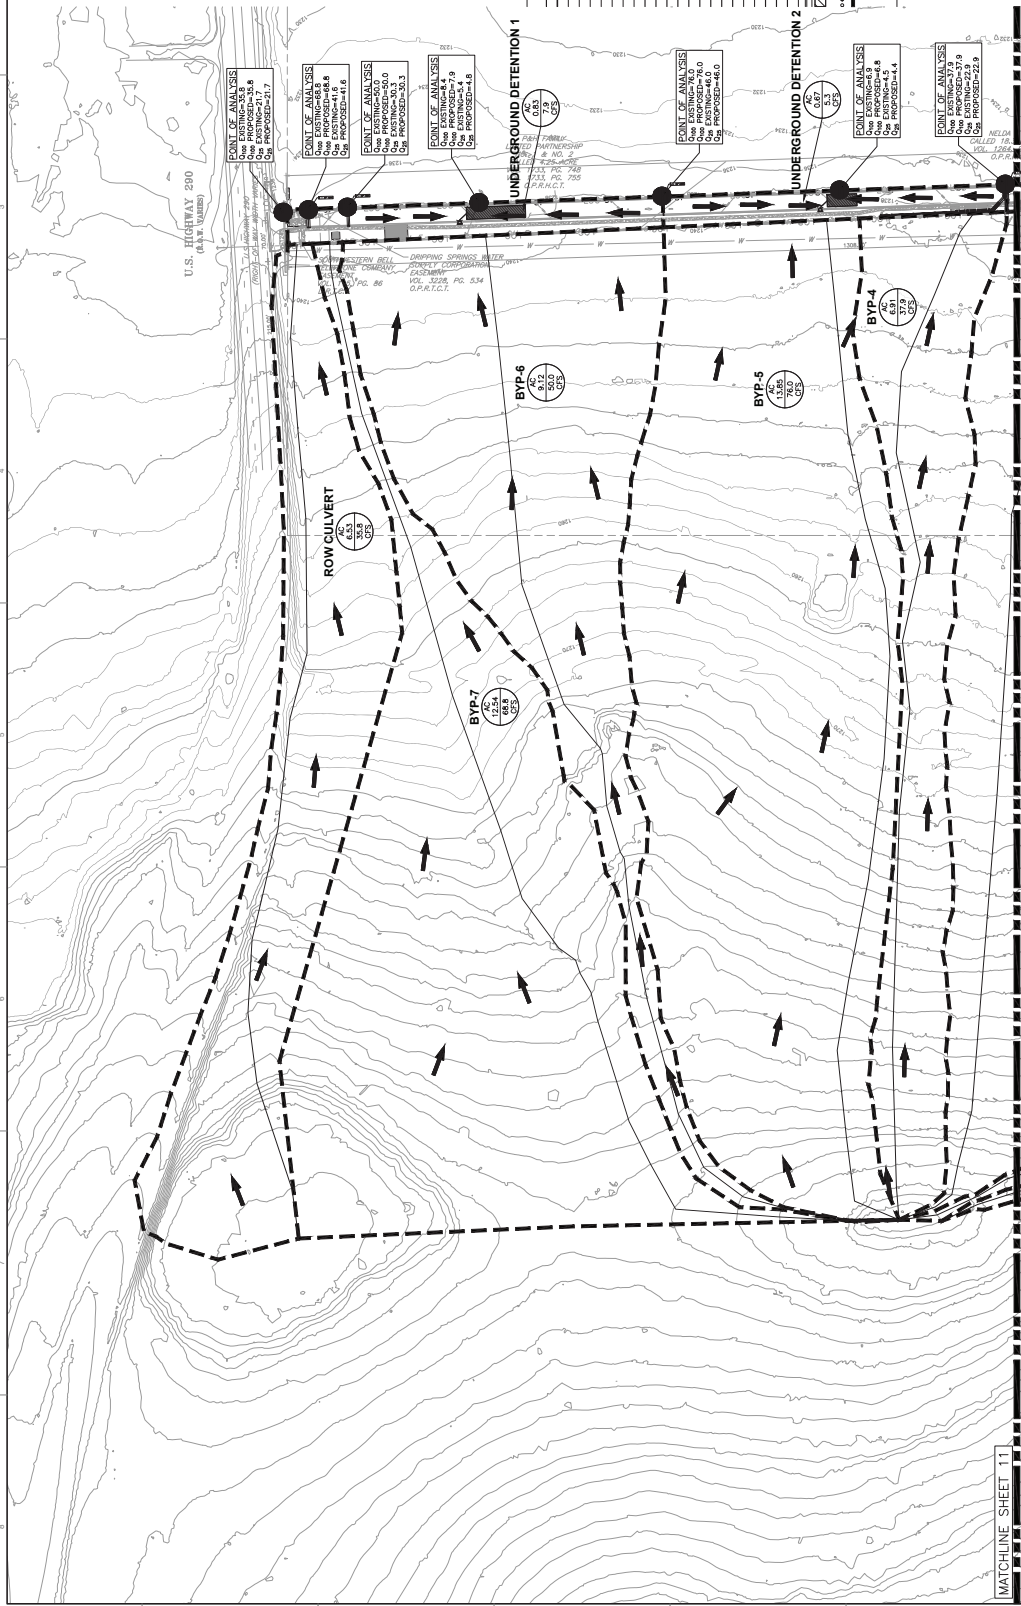 POINT OF ANALYSIS
Q100 EXISTING=35.8
Q100 PROPOSED=35.8
Q25 EXISTING=21.7
Q25 PROPOSED=21.7
POINT OF ANALYSIS
Q100 EXISTING=68.8
Q100 PROPOSED=68.8
Q25 EXISTING=41.6
Q25 PROPOSED=41.6
POINT OF ANALYSIS
Q100 EXISTING=50.0
Q100 PROPOSED=50.0
Q25 EXISTING=30.3
Q25 PROPOSED=30.3
POINT OF ANALYSIS
Q100 EXISTING=8.4
Q100 PROPOSED=7.9
Q25 EXISTING=5.4
Q25 PROPOSED=4.8
UNDERGROUND DETENTION 1
AC
0.83
7.9
CFS
POINT OF ANALYSIS
Q100 EXISTING=76.0
Q100 PROPOSED=76.0
Q25 EXISTING=46.0
Q25 PROPOSED=46.0
UNDERGROUND DETENTION 2
AC
0.67
CFS
POINT OF ANALYSIS
Q100 EXISTING=6.9
Q100 PROPOSED=6.8
Q25 EXISTING=4.5
Q25 PROPOSED=4.4
POINT OF ANALYSIS
Q100 EXISTING=37.9
Q100 PROPOSED=37.9
Q25 EXISTING=22.9
Q25 PROPOSED=22.9
U.S. HIGHWAY 290
(R.O.W. VARIES)
NELDA
CALLED 18.
VOL. 1264,
O.P.R.
PARTNERSHIP
& NO. 2
PG. 748
1733, PG. 755
O.P.R.H.C.T.
SOUTHWESTERN BELL
TELEPHONE COMPANY
EASEMENT
PG. 86
DRIPPING SPRINGS WATER
SUPPLY CORPORATION
EASEMENT
VOL. 3228, PG. 534
O.P.R.T.C.T.
ROW CULVERT
AC
6.53
35.8
CFS
BYP-7
AC
12.54
68.8
CFS
BYP-6
AC
9.12
50.0
CFS
BYP-5
AC
13.85
76.0
CFS
BYP-4
AC
6.91
37.9
CFS
MATCHLINE SHEET 11